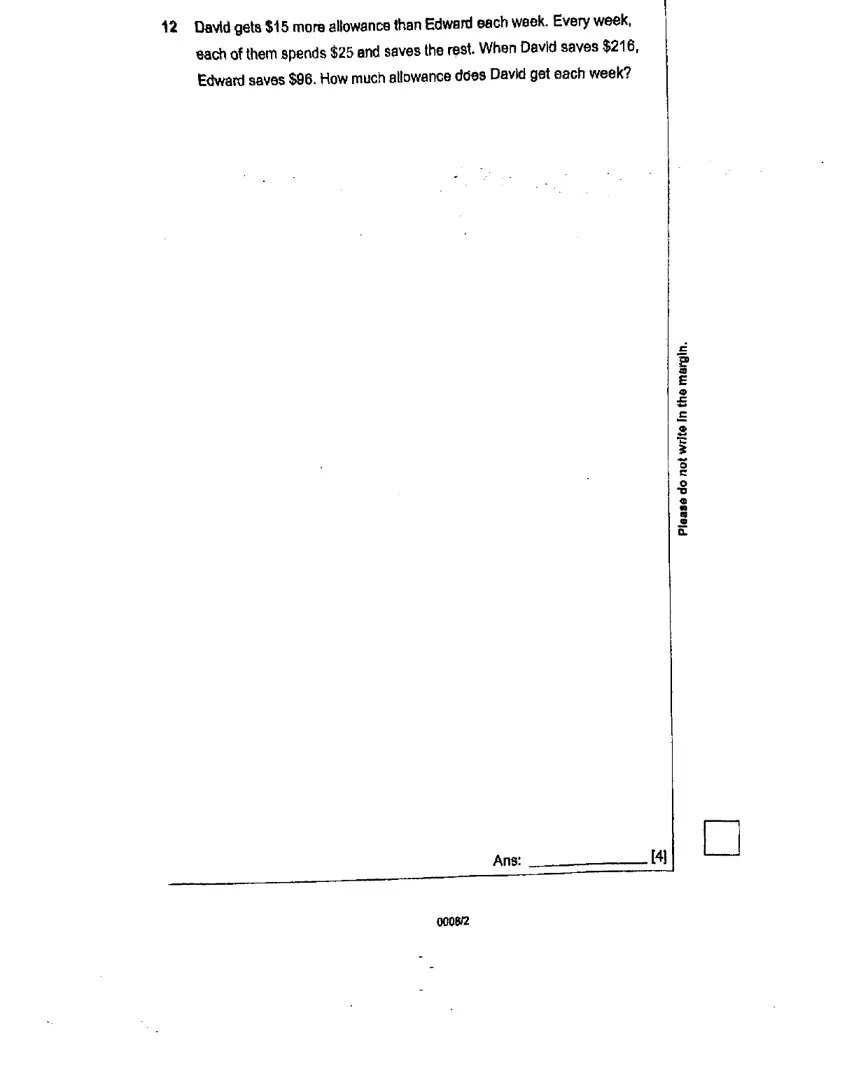 12 David gets $15 more allowance than Edward each week. Every week,
each of them spends $25 and saves the rest. When David saves $216,
Edward saves $96. How much allowance does David get each week?
Please do not write in the margin.
Ans: ____________ [4]
0008/2